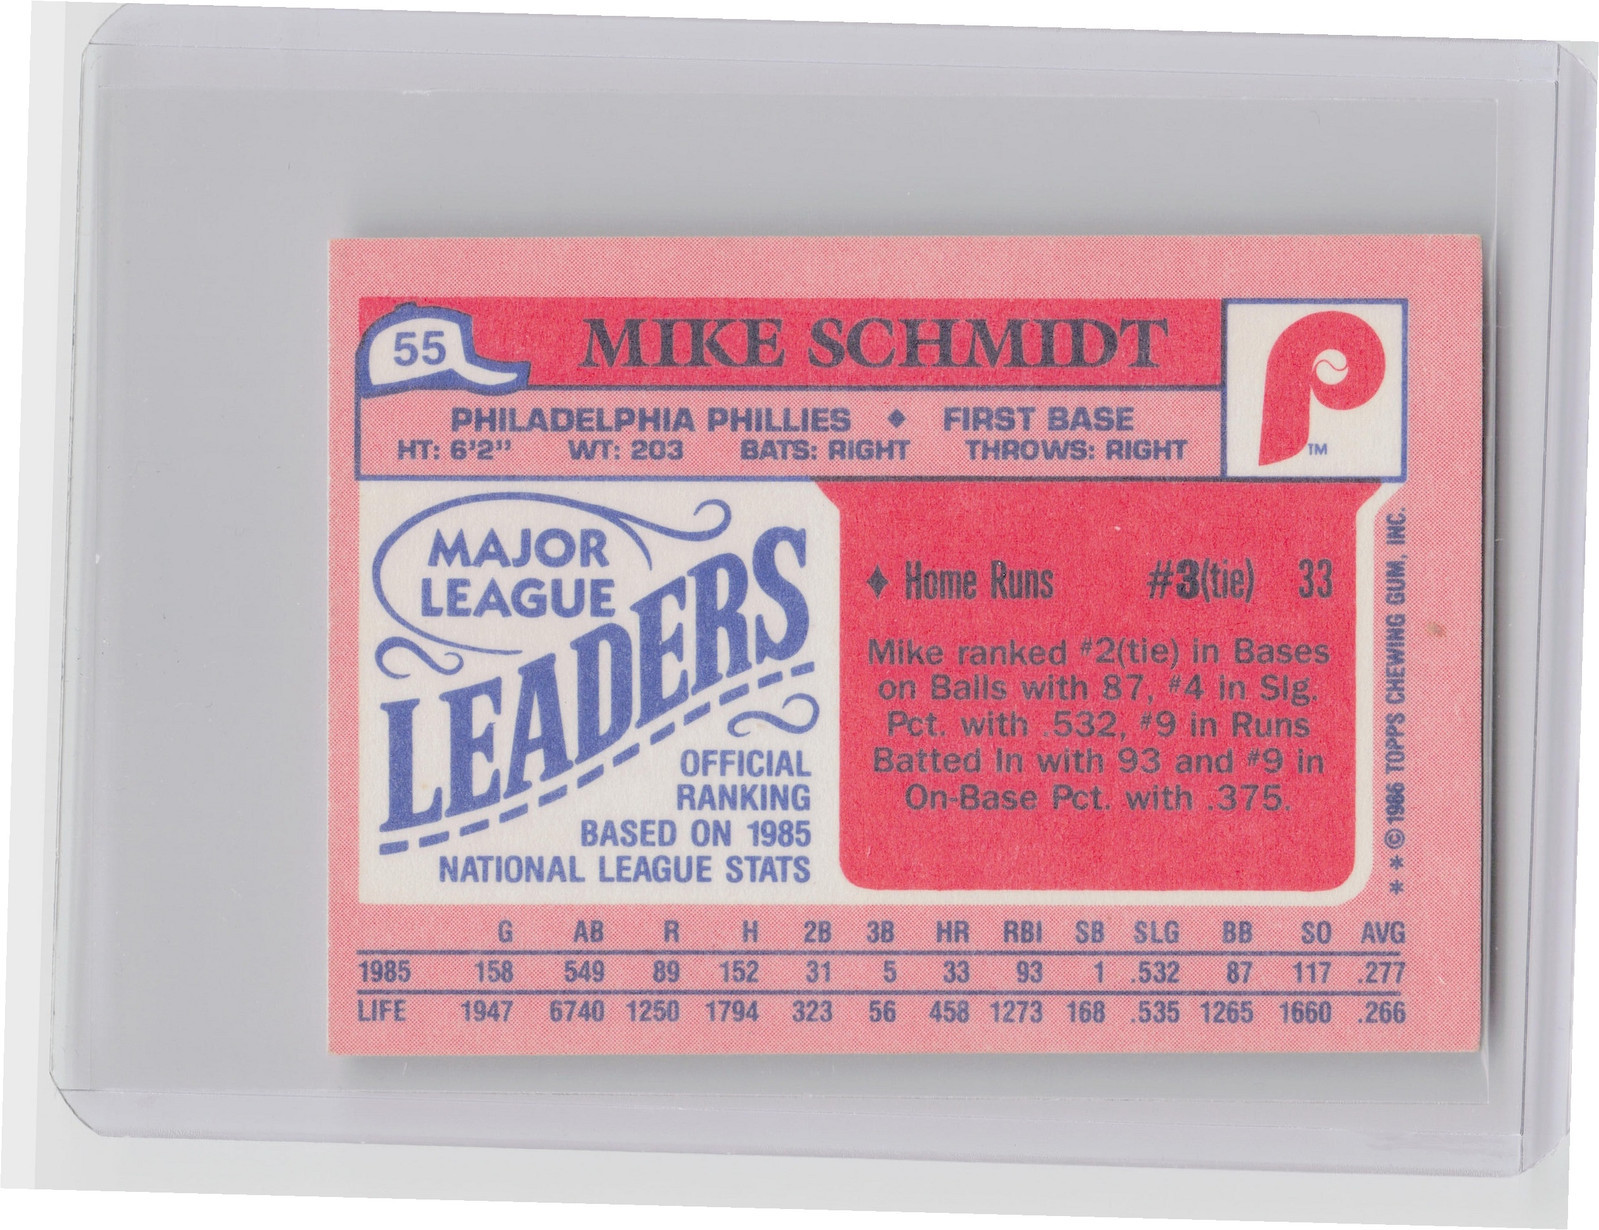 55
MIKE SCHMIDT
PHILADELPHIA PHILLIES ♦ FIRST BASE
HT: 6'2" WT: 203 BATS: RIGHT THROWS: RIGHT
P
TM
MAJOR
LEAGUE
LEADERS
OFFICIAL
RANKING
BASED ON 1985
NATIONAL LEAGUE STATS
♦ Home Runs #3(tie) 33
Mike ranked #2(tie) in Bases
on Balls with 87, #4 in Slg.
Pct. with .532, #9 in Runs
Batted In with 93 and #9 in
On-Base Pct. with .375.
* * © 1986 TOPPS CHEWING GUM, INC.
G AB R H 2B 3B HR RBI SB SLG BB SO AVG
1985 158 549 89 152 31 5 33 93 1 .532 87 117 .277
LIFE 1947 6740 1250 1794 323 56 458 1273 168 .535 1265 1660 .266